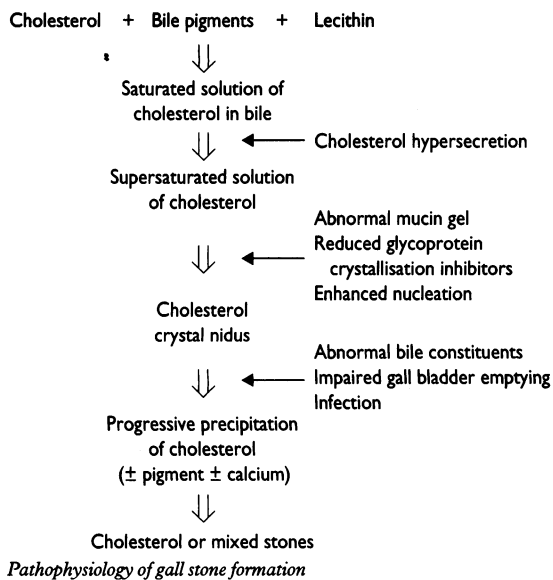 Cholesterol + Bile pigments + Lecithin
Saturated solution of
cholesterol in bile
Cholesterol hypersecretion
Supersaturated solution
of cholesterol
Abnormal mucin gel
Reduced glycoprotein
crystallisation inhibitors
Enhanced nucleation
Cholesterol
crystal nidus
Abnormal bile constituents
Impaired gall bladder emptying
Infection
Progressive precipitation
of cholesterol
(± pigment ± calcium)
Cholesterol or mixed stones
Pathophysiology of gall stone formation